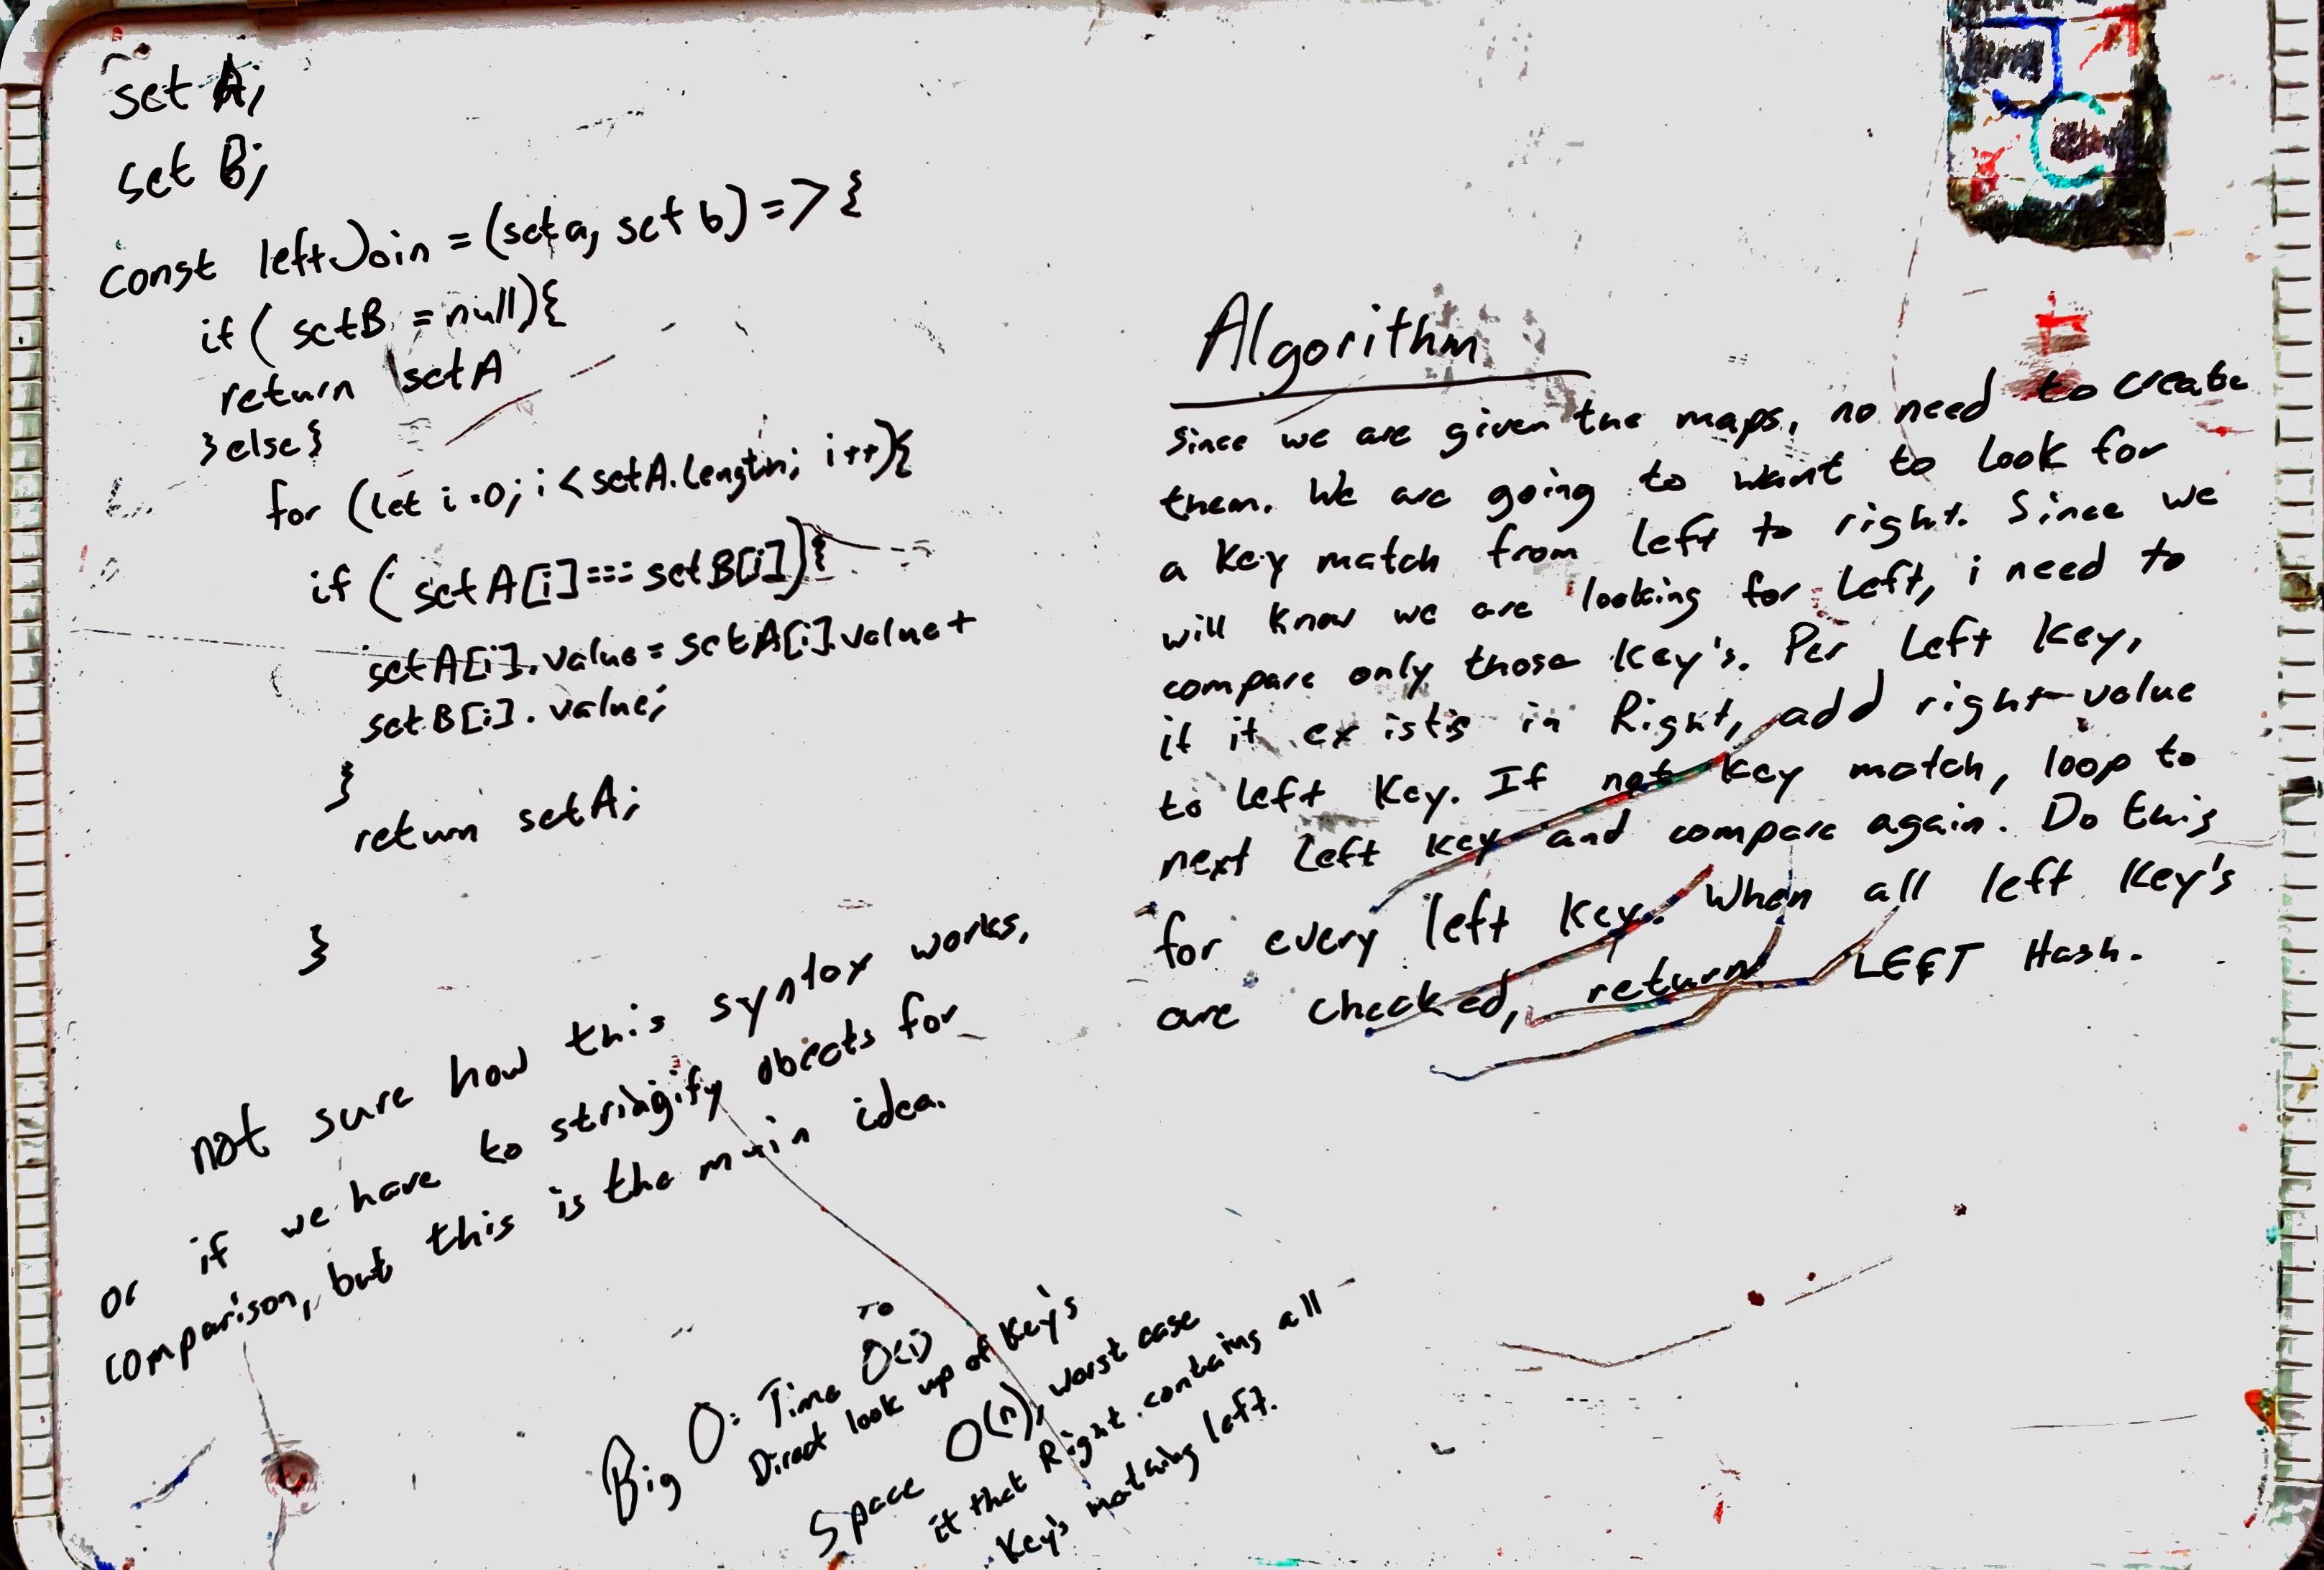 set A;
set B;
const leftJoin = (set a, set b) => {
if ( setB = null){
return setA
}else}
for (let i =0; i < setA.length; i++){
if ( setA[i]===setB[i]){
setA[i].value = setA[i].value +
setB[i].value;
}
return setA;
}
not sure how this syntax works,
or if we have to stringify obects for
comparison, but this is the main idea.
Algorithm
Since we are given the maps, no need to create
them. We are going to want to look for
a key match from left to right. Since we
will know we are looking for Left, i need to
compare only those key's. Per Left key,
if it exists in Right, add right-value
to left key. If not key match, loop to
next left key and compare again. Do this
for every left key. When all left key's
are checked, return LEFT Hash.
TO
Big O: Time O(1)
Direct look up of key's
Space O(n), worst case
it that Right contains all
key's matching left.